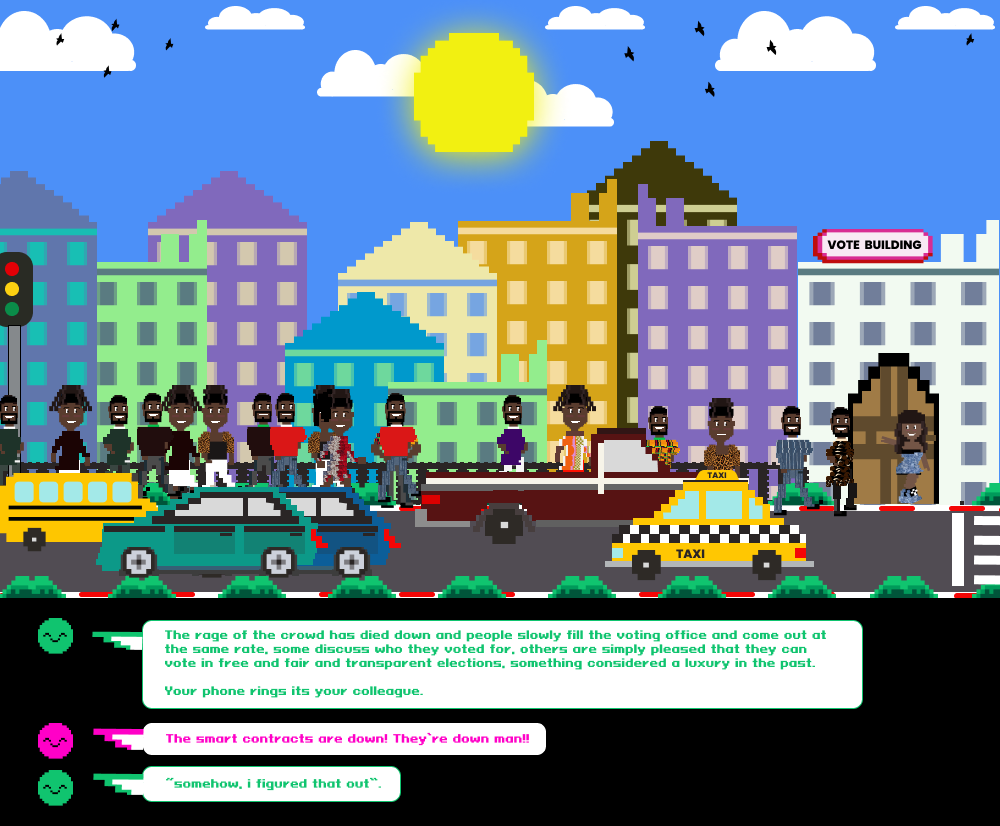 VOTE BUILDING
TAXI
TAXI
The rage of the crowd has died down and people slowly fill the voting office and come out at
the same rate, some discuss who they voted for, others are simply pleased that they can
vote in free and fair and transparent elections, something considered a luxury in the past.
Your phone rings its your colleague.
The smart contracts are down! They`re down man!!
"somehow, i figured that out".